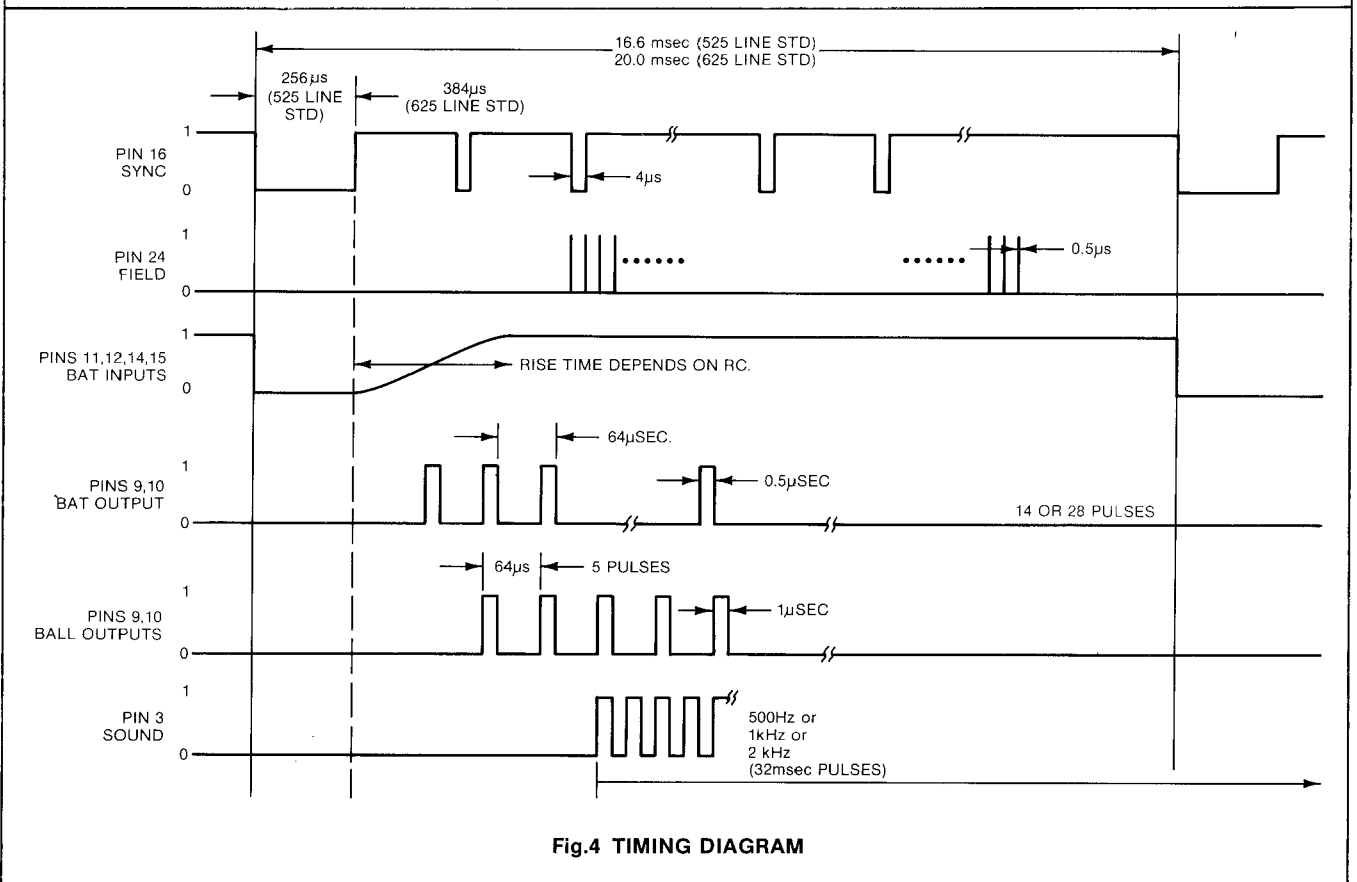 16.6 msec (525 LINE STD)
20.0 msec (625 LINE STD)
256µs
(525 LINE
STD)
384µs
(625 LINE STD)
PIN 16
SYNC
1
0
4µs
PIN 24
FIELD
1
0
0.5µs
PINS 11,12,14,15
BAT INPUTS
1
0
RISE TIME DEPENDS ON RC.
64µSEC.
PINS 9,10
BAT OUTPUT
1
0
0.5µSEC
14 OR 28 PULSES
64µs
5 PULSES
PINS 9,10
BALL OUTPUTS
1
0
1µSEC
PIN 3
SOUND
1
0
500Hz or
1kHz or
2 kHz
(32msec PULSES)
Fig.4 TIMING DIAGRAM